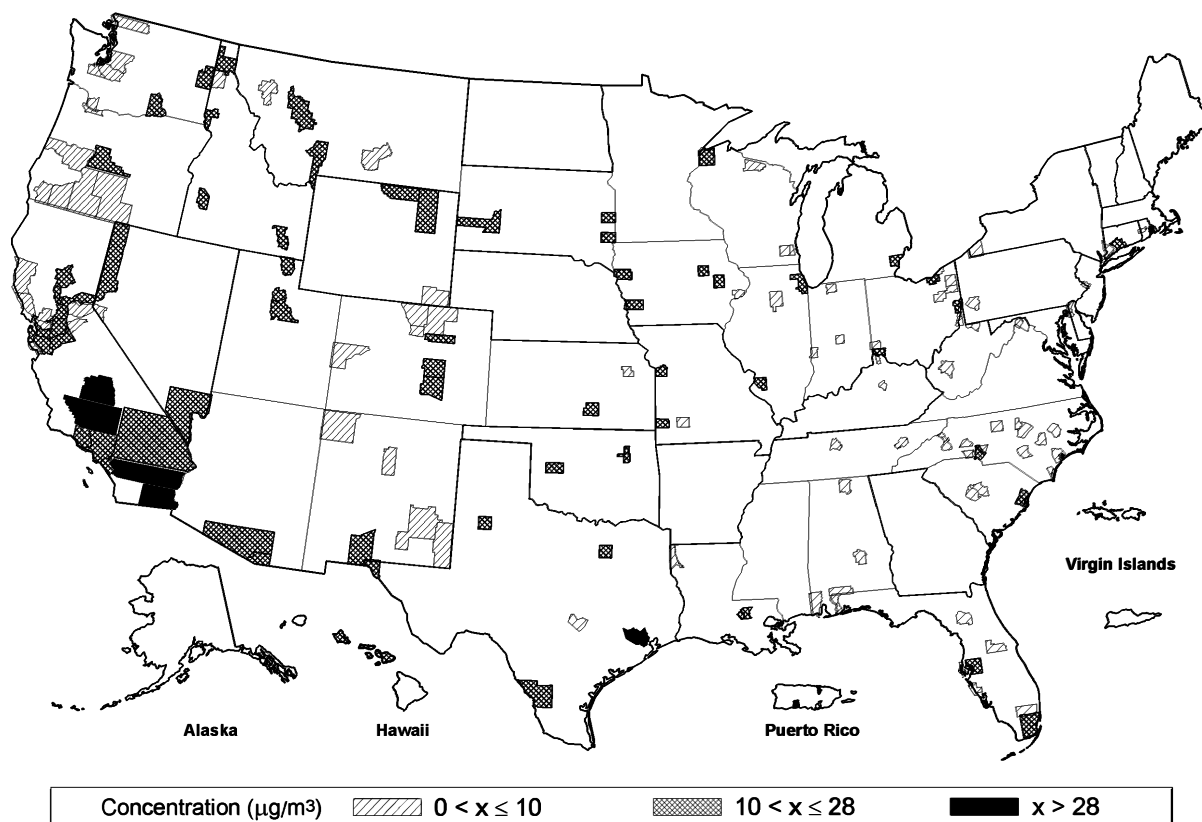 Virgin Islands
Alaska
Hawaii
Puerto Rico
Concentration (μg/m³) 0 < x ≤ 10 10 < x ≤ 28 x > 28